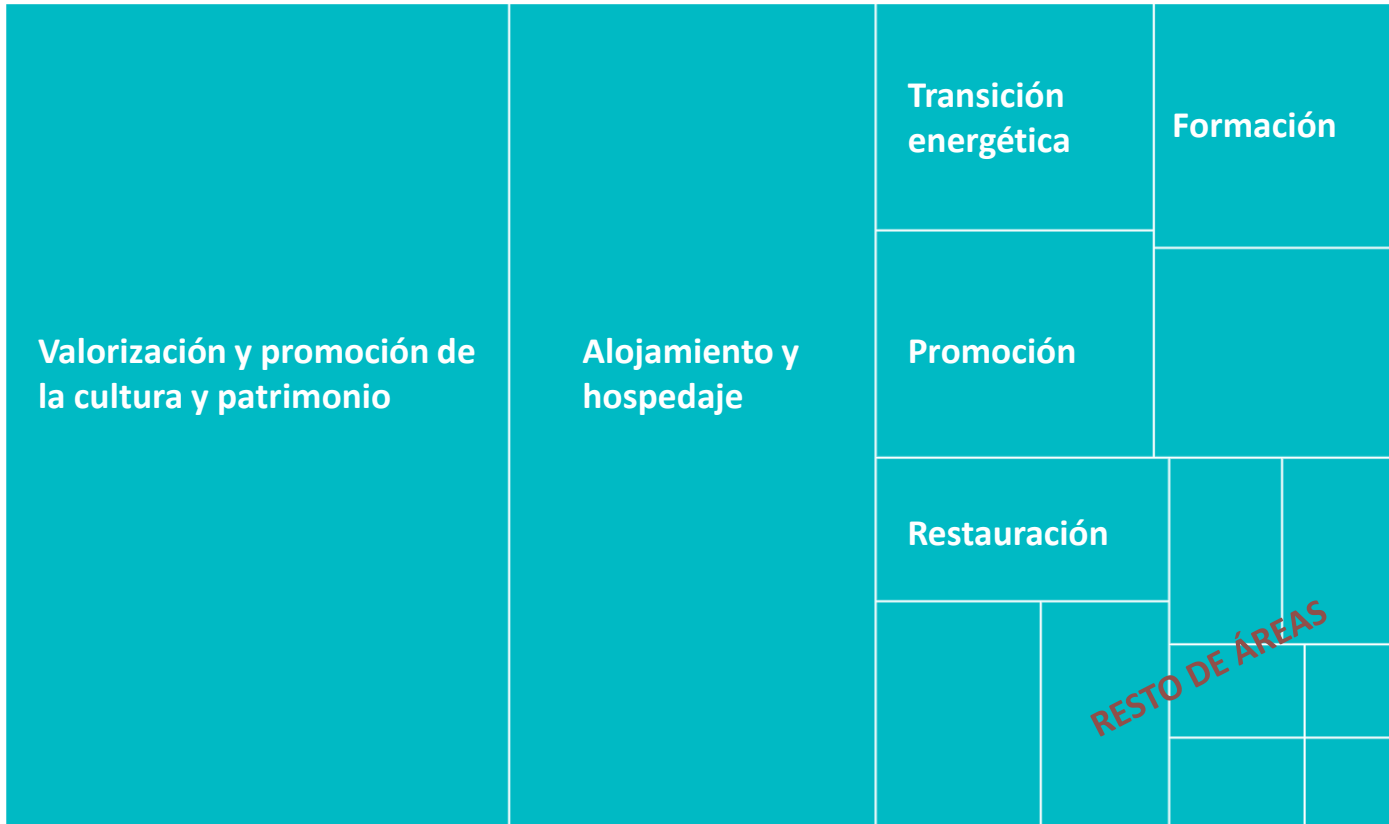 Valorización y promoción de
la cultura y patrimonio
Alojamiento y
hospedaje
Transición
energética
Formación
Promoción
Restauración
RESTO DE ÁREAS